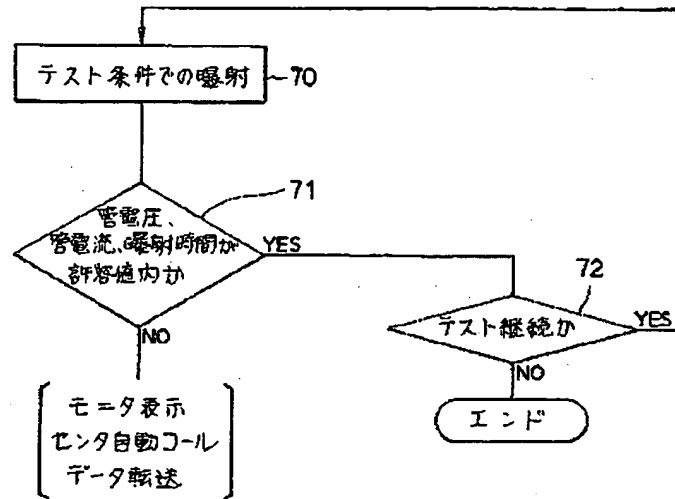 テスト条件での曝射
70
71
管電圧、
管電流、曝射時間が
許容値内か
YES
NO
72
テスト継続か
YES
NO
モニタ表示
センタ自動コール
データ転送
エンド